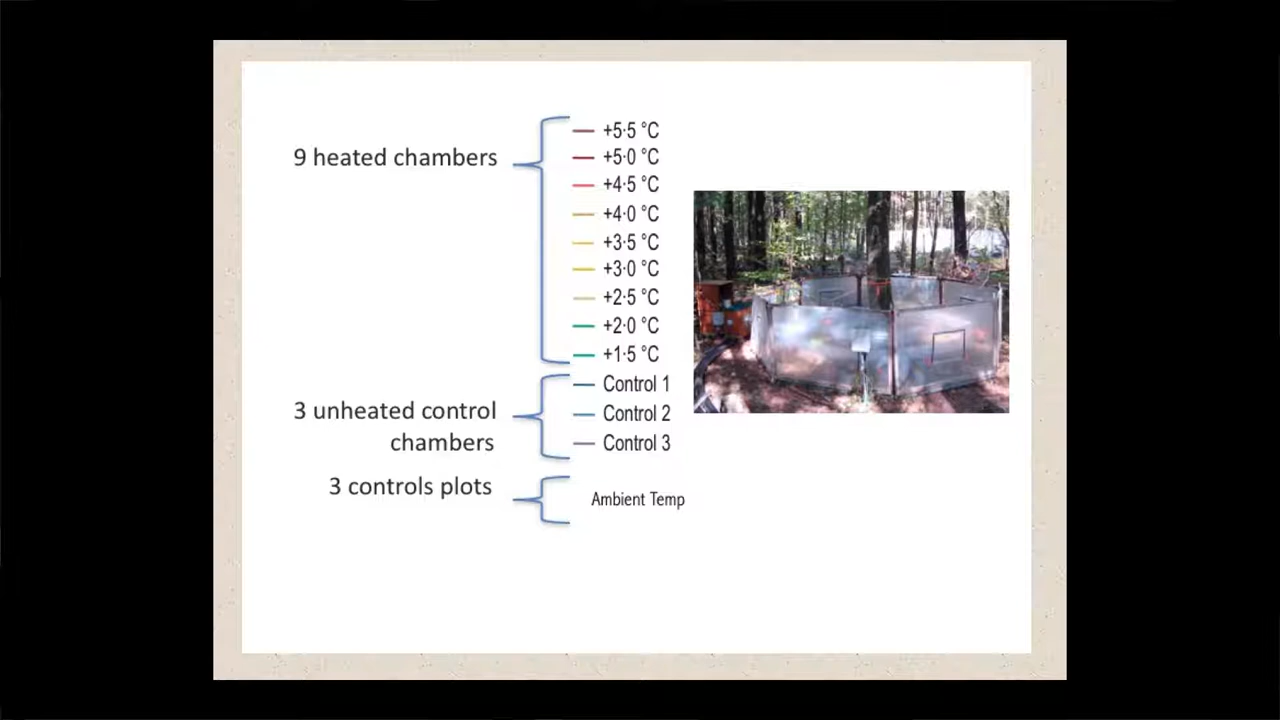 9 heated chambers
+5·5 °C
+5·0 °C
+4·5 °C
+4·0 °C
+3·5 °C
+3·0 °C
+2·5 °C
+2·0 °C
+1·5 °C
3 unheated control
chambers
Control 1
Control 2
Control 3
3 controls plots
Ambient Temp